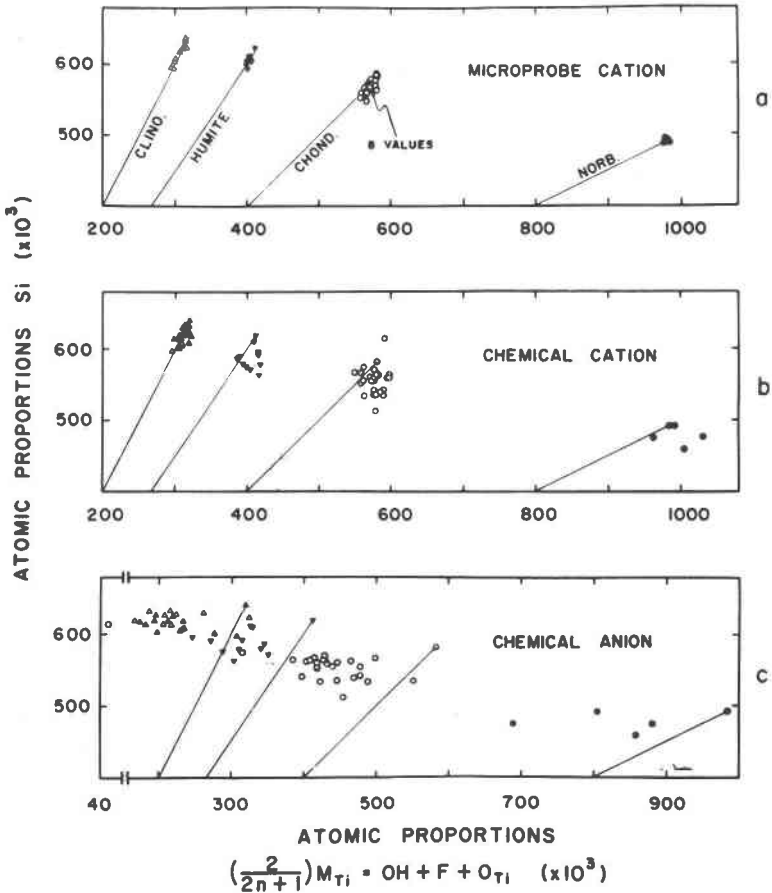 MICROPROBE CATION
a
CLINO.
HUMITE
CHOND.
NORB.
8 VALUES
600
500
200 400 600 800 1000
CHEMICAL CATION
b
600
500
200 400 600 800 1000
CHEMICAL ANION
c
600
500
40 300 500 700 900
ATOMIC PROPORTIONS Si (x10³)
ATOMIC PROPORTIONS
(2/2n+1)M_Ti = OH + F + O_Ti (x10³)